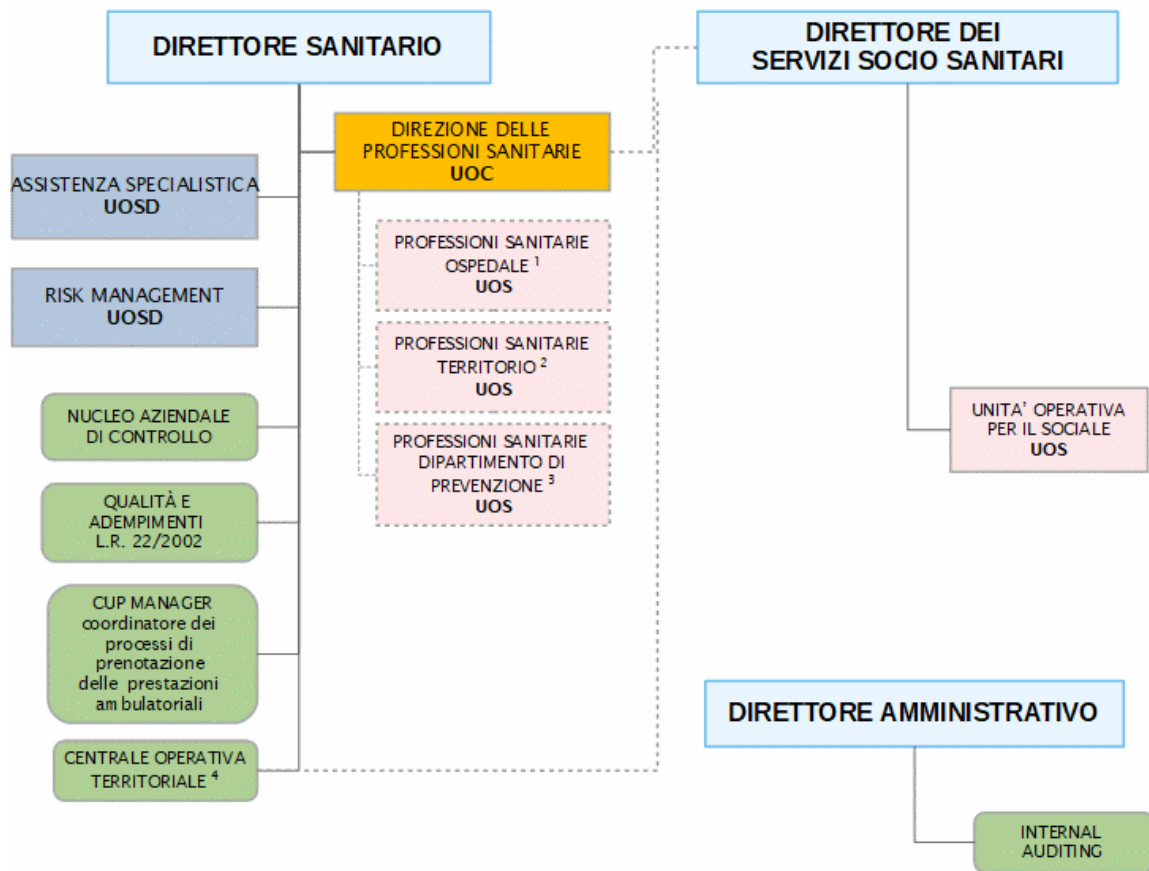 DIRETTORE SANITARIO
DIRETTORE DEI
SERVIZI SOCIO SANITARI
DIREZIONE DELLE
PROFESSIONI SANITARIE
UOC
ASSISTENZA SPECIALISTICA
UOSD
RISK MANAGEMENT
UOSD
PROFESSIONI SANITARIE
OSPEDALE ¹
UOS
PROFESSIONI SANITARIE
TERRITORIO ²
UOS
PROFESSIONI SANITARIE
DIPARTIMENTO DI
PREVENZIONE ³
UOS
NUCLEO AZIENDALE
DI CONTROLLO
QUALITÀ E
ADEMPIMENTI
L.R. 22/2002
CUP MANAGER
coordinatore dei
processi di
prenotazione
delle prestazioni
ambulatoriali
CENTRALE OPERATIVA
TERRITORIALE ⁴
UNITA' OPERATIVA
PER IL SOCIALE
UOS
DIRETTORE AMMINISTRATIVO
INTERNAL
AUDITING